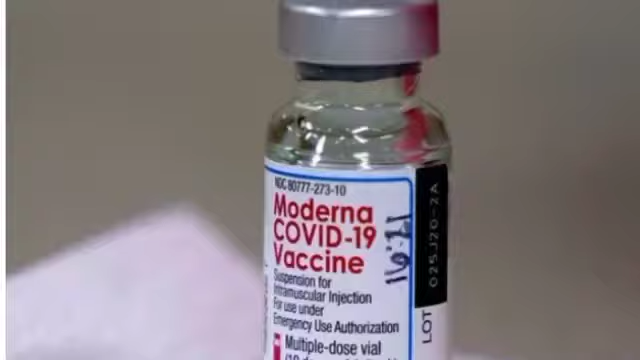 NDC 80777-273-10
Moderna
COVID-19
Vaccine
Suspension for
Intramuscular Injection
For use under
Emergency Use Authorization
Multiple-dose vial
LOT 025J20-2A